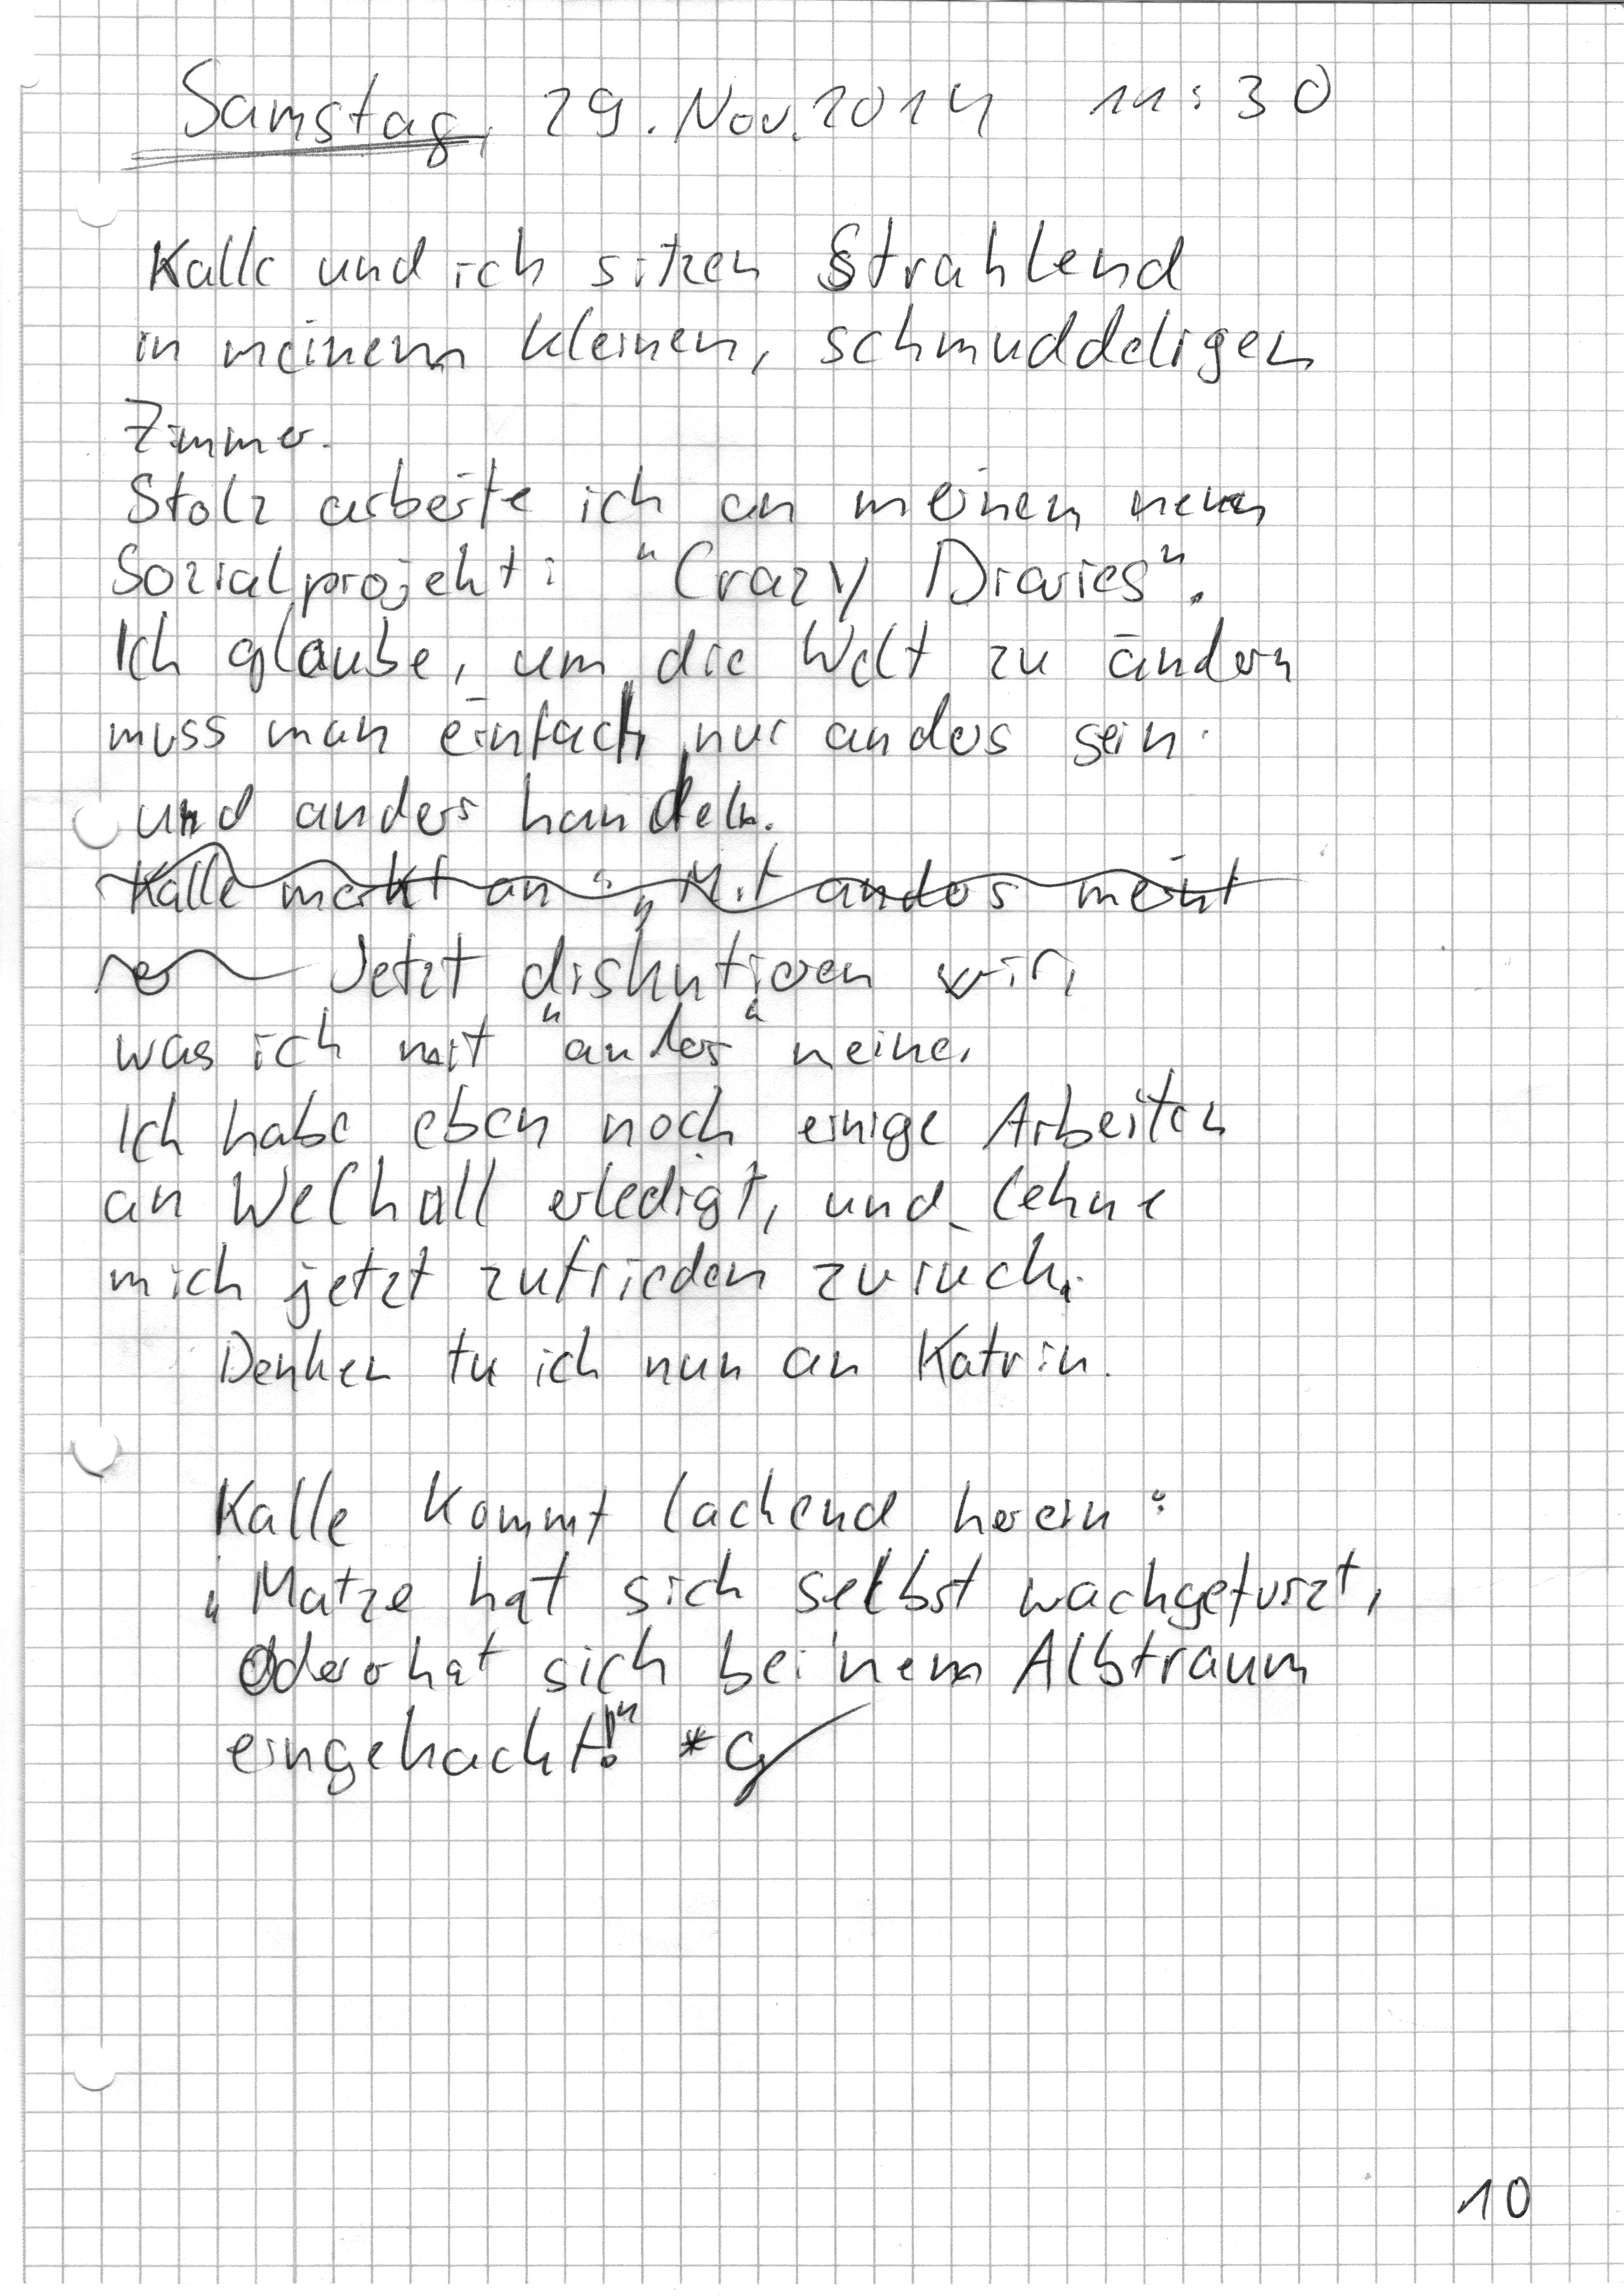 Samstag, 29. Nov. 2014 11:30
Kalle und ich sitzen Strahlend
in meinem kleinen, schmuddeligen
Zimmer.
Stolz arbeite ich an meinem neuen
Sozialprojekt: "Crazy Diaries".
Ich glaube, um die Welt zu ändern
muss man einfach nur anders sein
und anders handeln.
Kalle merkt an: „Mit anders meint
er Jetzt diskutieren wir,
was ich mit "anders" meine.
Ich habe eben noch einige Arbeiten
an Welhall erledigt, und lehne
mich jetzt zufrieden zurück.
Denken tu ich nun an Katrin.
Kalle kommt lachend herein:
„Matze hat sich selbst wachgefurzt,
Oder er hat sich bei 'nem Albtraum
eingekackt!" *g
10